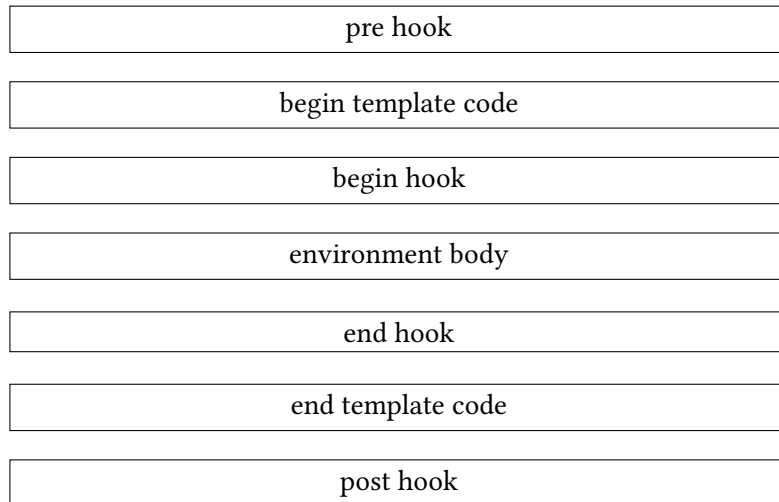 pre hook
begin template code
begin hook
environment body
end hook
end template code
post hook